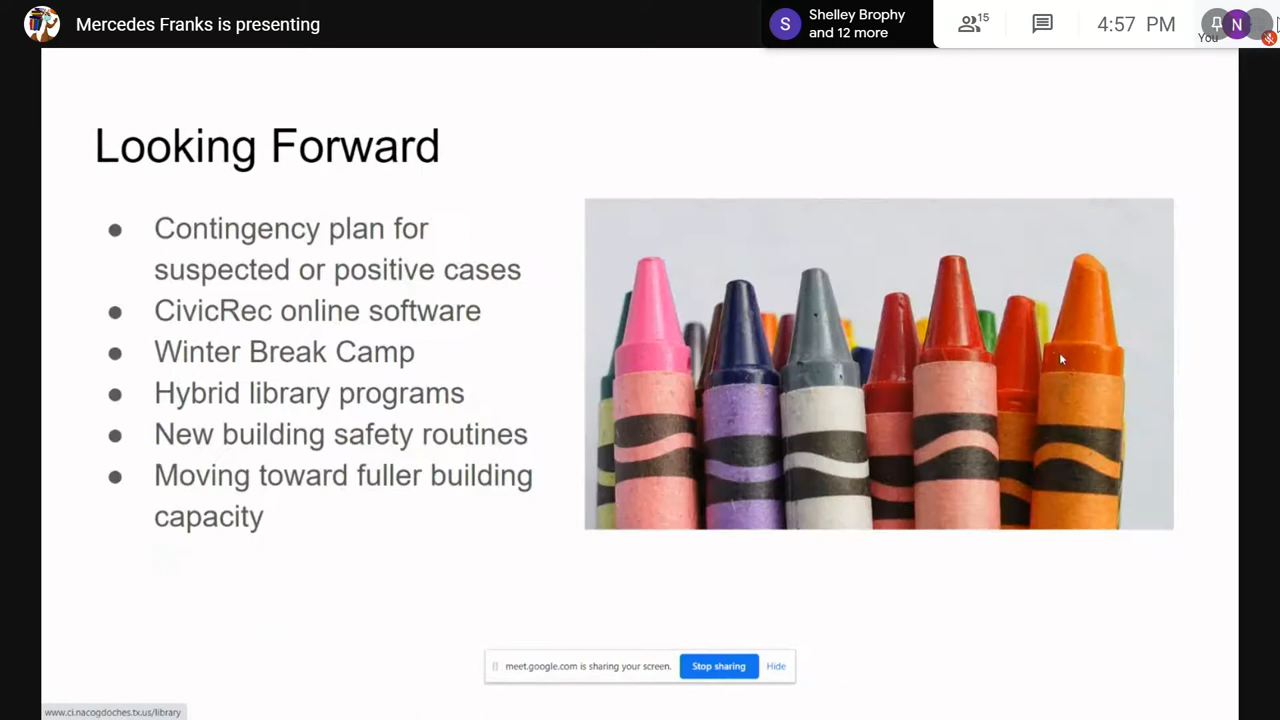 Mercedes Franks is presenting
S
Shelley Brophy
and 12 more
15
4:57 PM
N
You
Looking Forward
● Contingency plan for
suspected or positive cases
● CivicRec online software
● Winter Break Camp
● Hybrid library programs
● New building safety routines
● Moving toward fuller building
capacity
meet.google.com is sharing your screen.
Stop sharing
Hide
www.ci.nacogdoches.tx.us/library